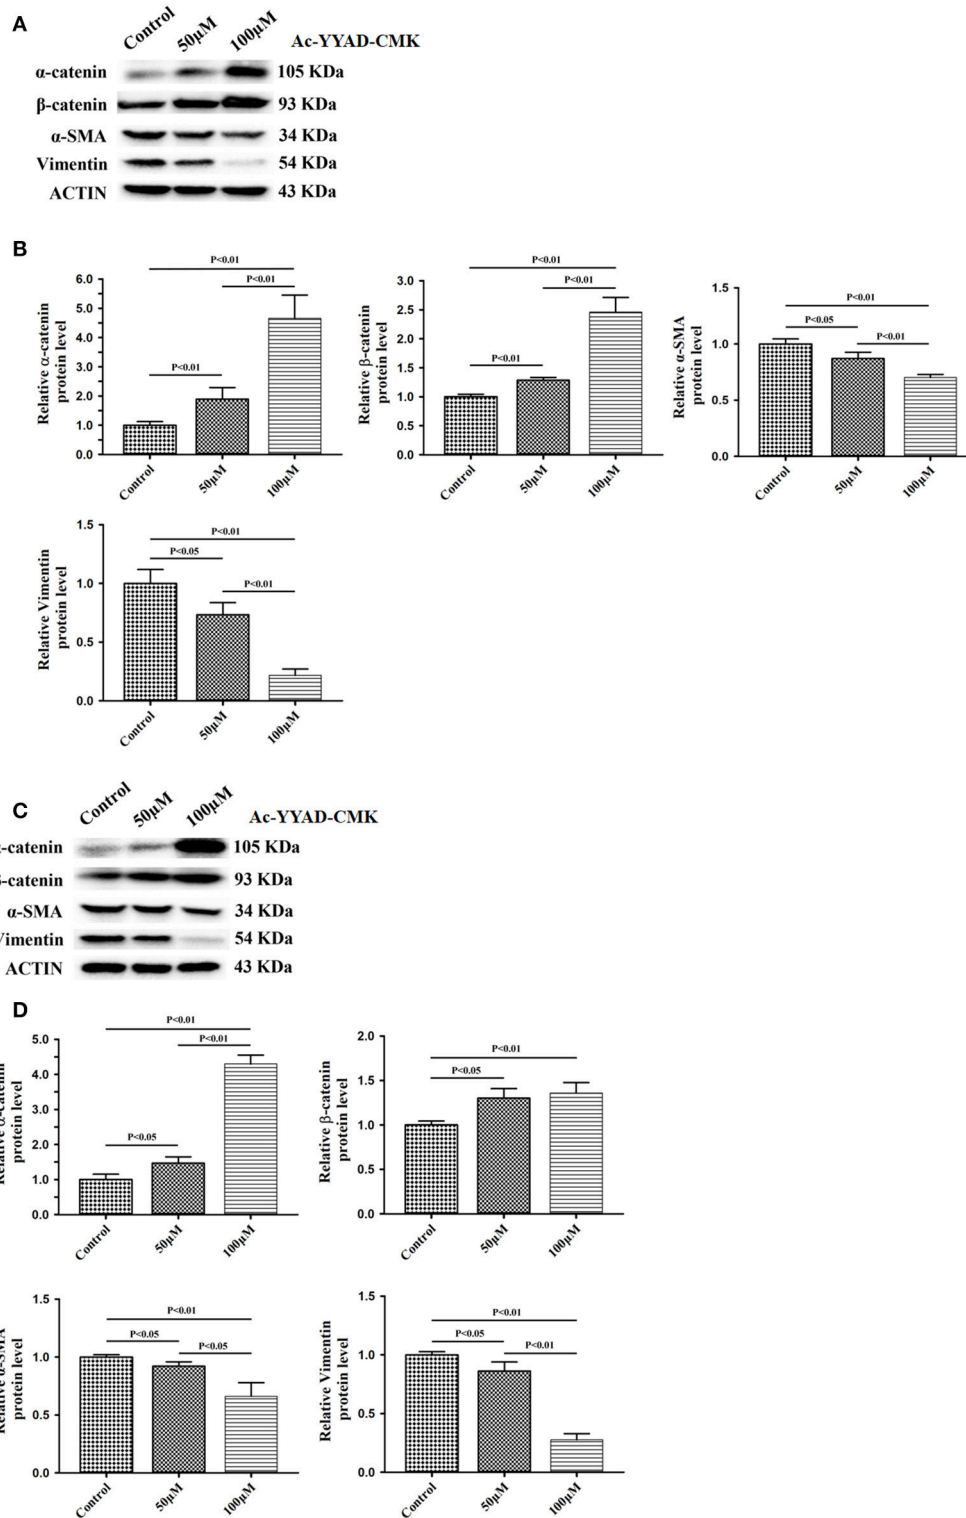 A
Control 50µM 100µM Ac-YYAD-CMK
α-catenin 105 KDa
β-catenin 93 KDa
α-SMA 34 KDa
Vimentin 54 KDa
ACTIN 43 KDa
B
Relative α-catenin
protein level
6.0
5.0
4.0
3.0
2.0
1.0
0.0
P<0.01
P<0.01
P<0.01
Control 50µM 100µM
Relative β-catenin
protein level
3.0
2.5
2.0
1.5
1.0
0.5
0.0
P<0.01
P<0.01
P<0.01
Control 50µM 100µM
Relative α-SMA
protein level
1.5
1.0
0.5
0.0
P<0.01
P<0.05
P<0.01
Control 50µM 100µM
Relative Vimentin
protein level
1.5
1.0
0.5
0.0
P<0.01
P<0.05
P<0.01
Control 50µM 100µM
C
Control 50µM 100µM Ac-YYAD-CMK
-catenin 105 KDa
-catenin 93 KDa
α-SMA 34 KDa
Vimentin 54 KDa
ACTIN 43 KDa
D
Relative α-catenin
protein level
5.0
4.0
3.0
2.0
1.0
0.0
P<0.01
P<0.01
P<0.05
Control 50µM 100µM
Relative β-catenin
protein level
2.0
1.5
1.0
0.5
0.0
P<0.01
P<0.05
Control 50µM 100µM
Relative α-SMA
protein level
1.5
1.0
0.5
0.0
P<0.01
P<0.05
P<0.05
Control 50µM 100µM
Relative Vimentin
protein level
1.5
1.0
0.5
0.0
P<0.01
P<0.05
P<0.01
Control 50µM 100µM